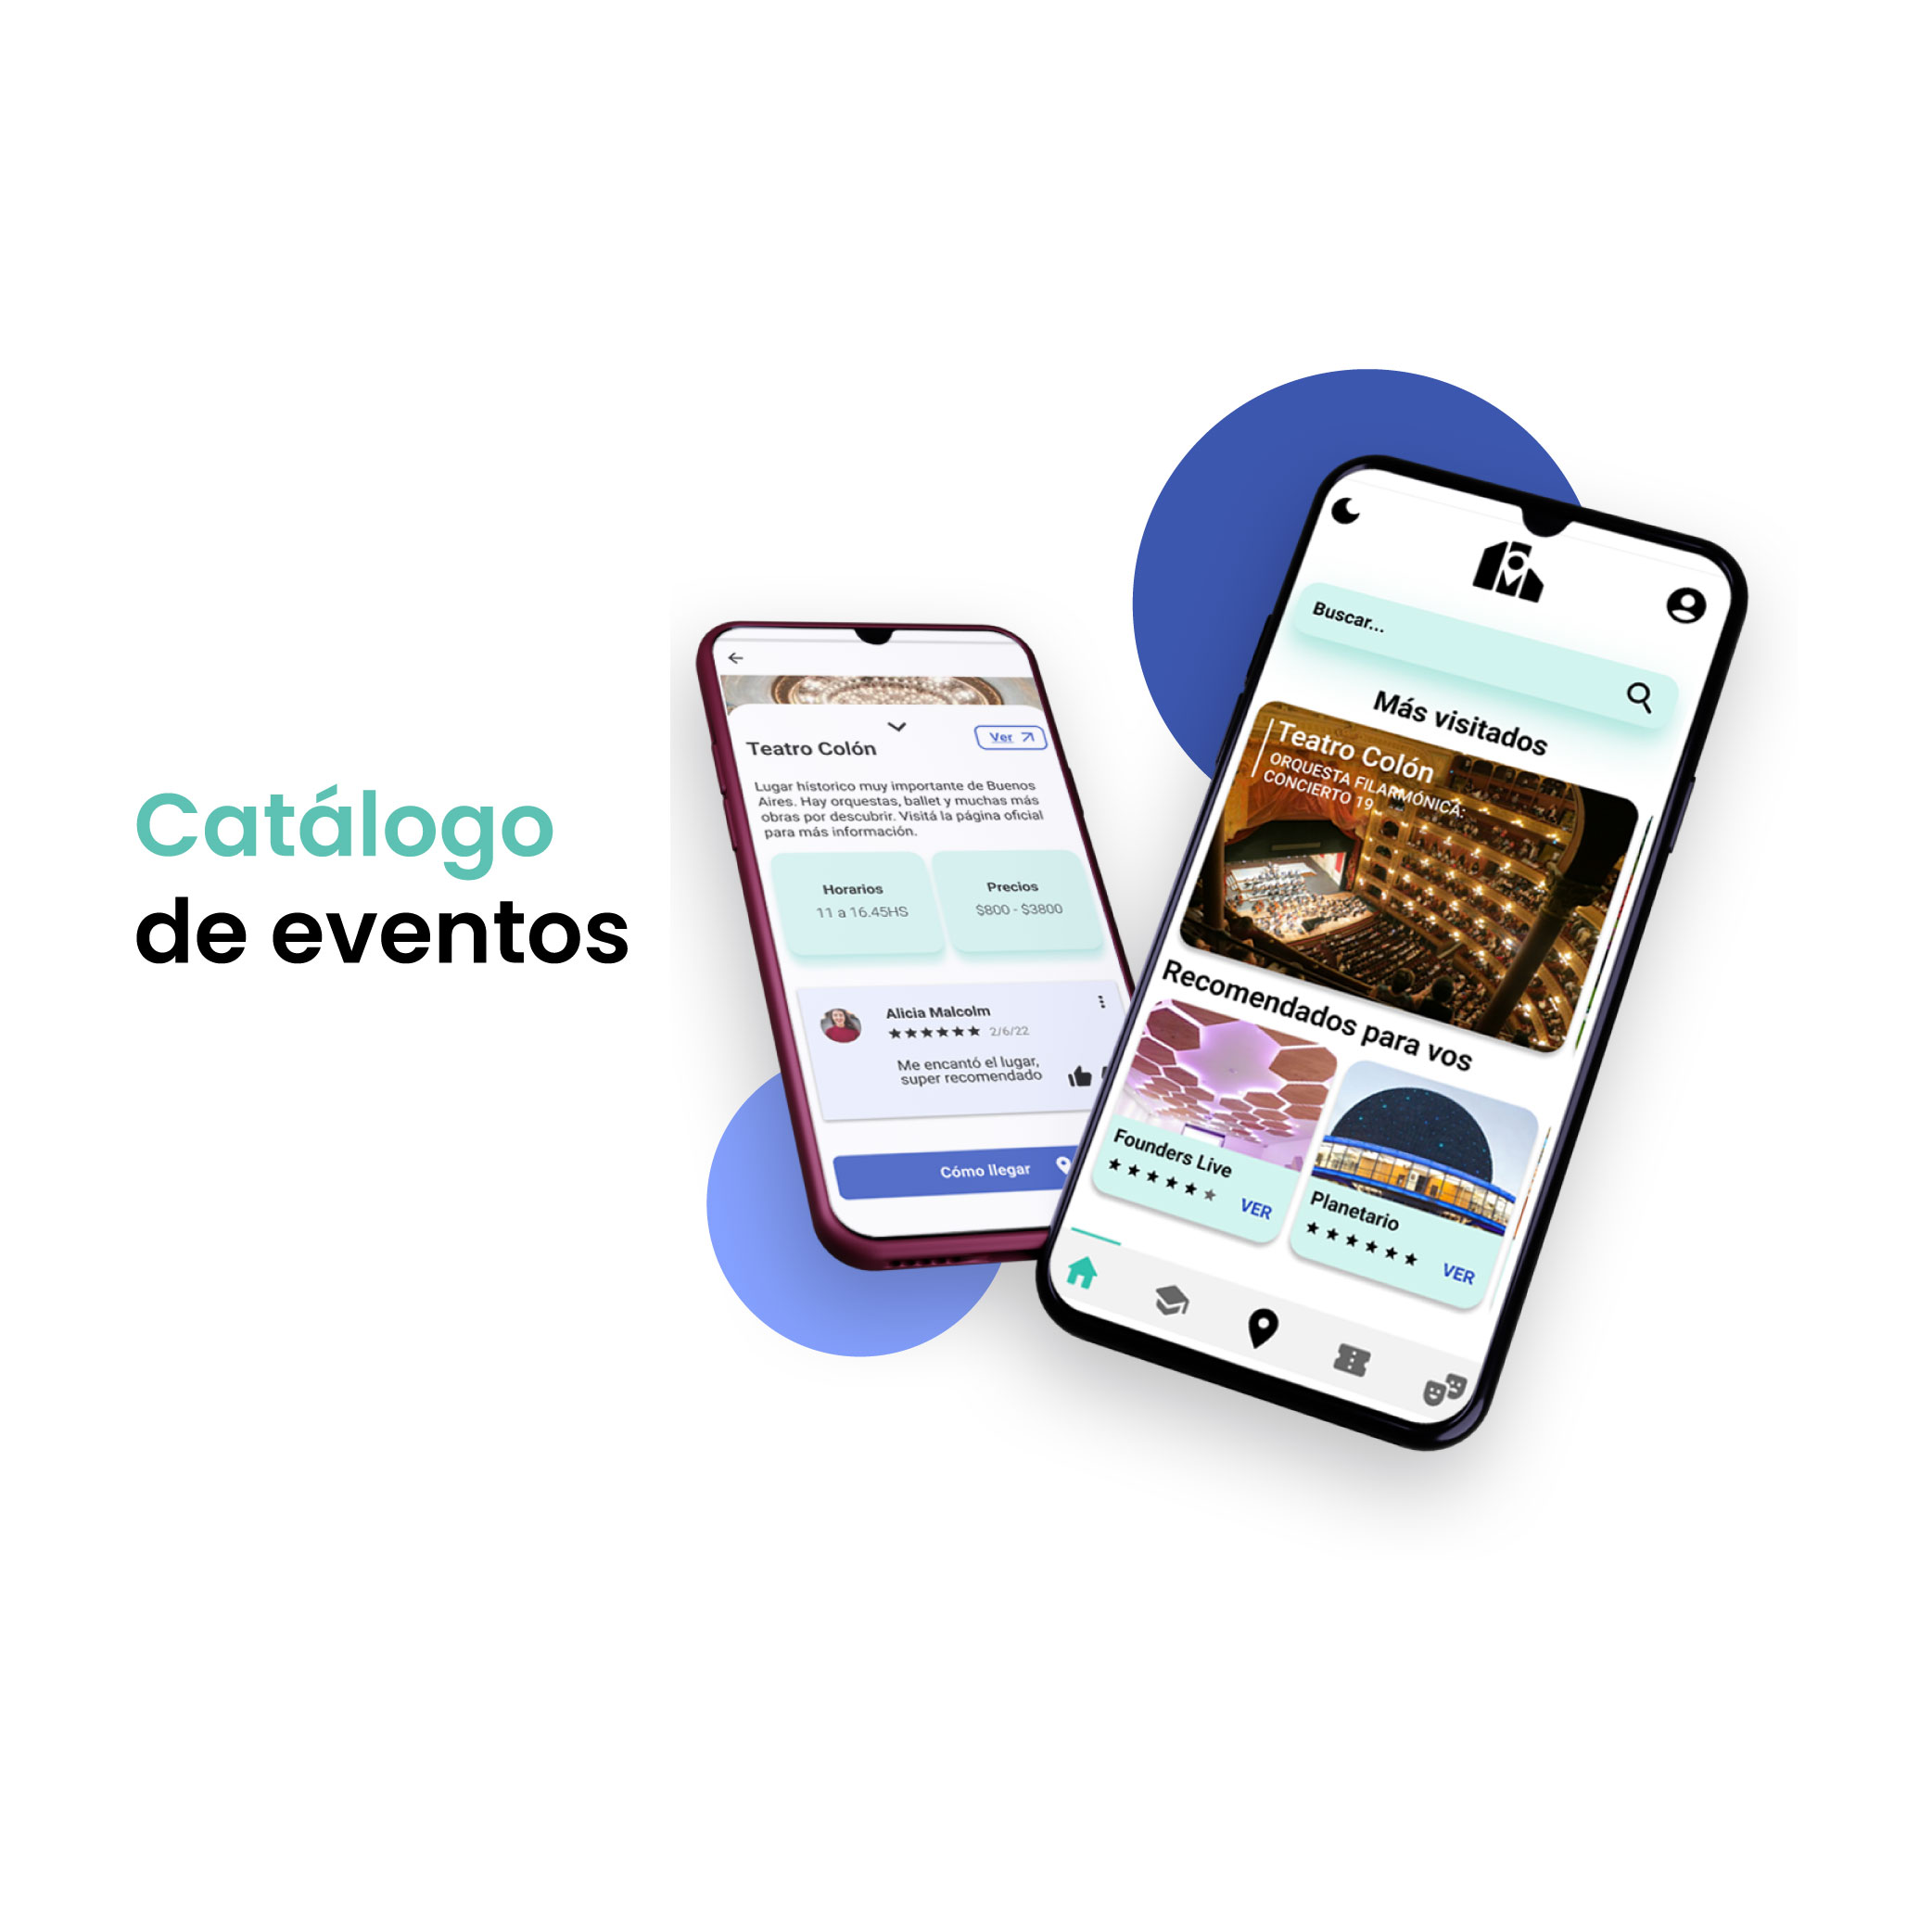 Catálogo
de eventos
Teatro Colón
Ver
Lugar hístorico muy importante de Buenos
Aires. Hay orquestas, ballet y muchas más
obras por descubrir. Visitá la página oficial
para más información.
Horarios
11 a 16.45HS
Precios
$800 - $3800
Alicia Malcolm
2/6/22
Me encantó el lugar,
super recomendado
Cómo llegar
Buscar...
Más visitados
Teatro Colón
ORQUESTA FILARMÓNICA:
CONCIERTO 19
Recomendados para vos
Founders Live
VER
Planetario
VER